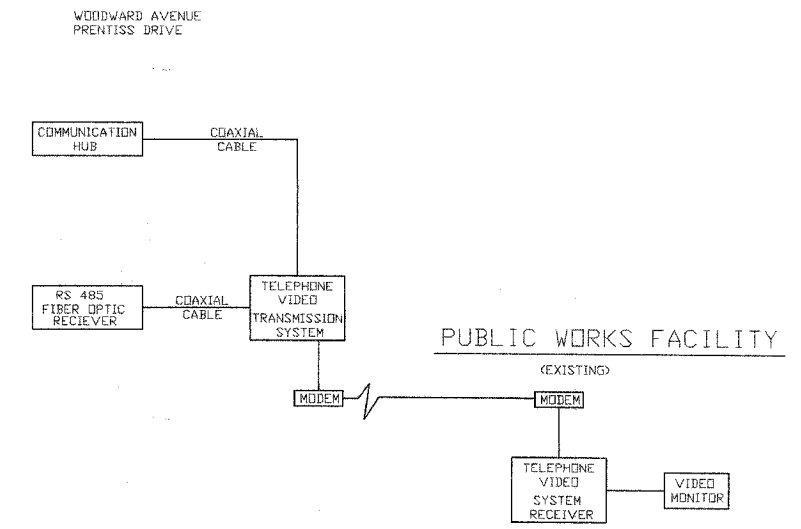 WOODWARD AVENUE
PRENTISS DRIVE
COMMUNICATION
HUB
COAXIAL
CABLE
RS 485
FIBER OPTIC
RECIEVER
COAXIAL
CABLE
TELEPHONE
VIDEO
TRANSMISSION
SYSTEM
PUBLIC WORKS FACILITY
(EXISTING)
MODEM
MODEM
TELEPHONE
VIDEO
SYSTEM
RECEIVER
VIDEO
MONITOR